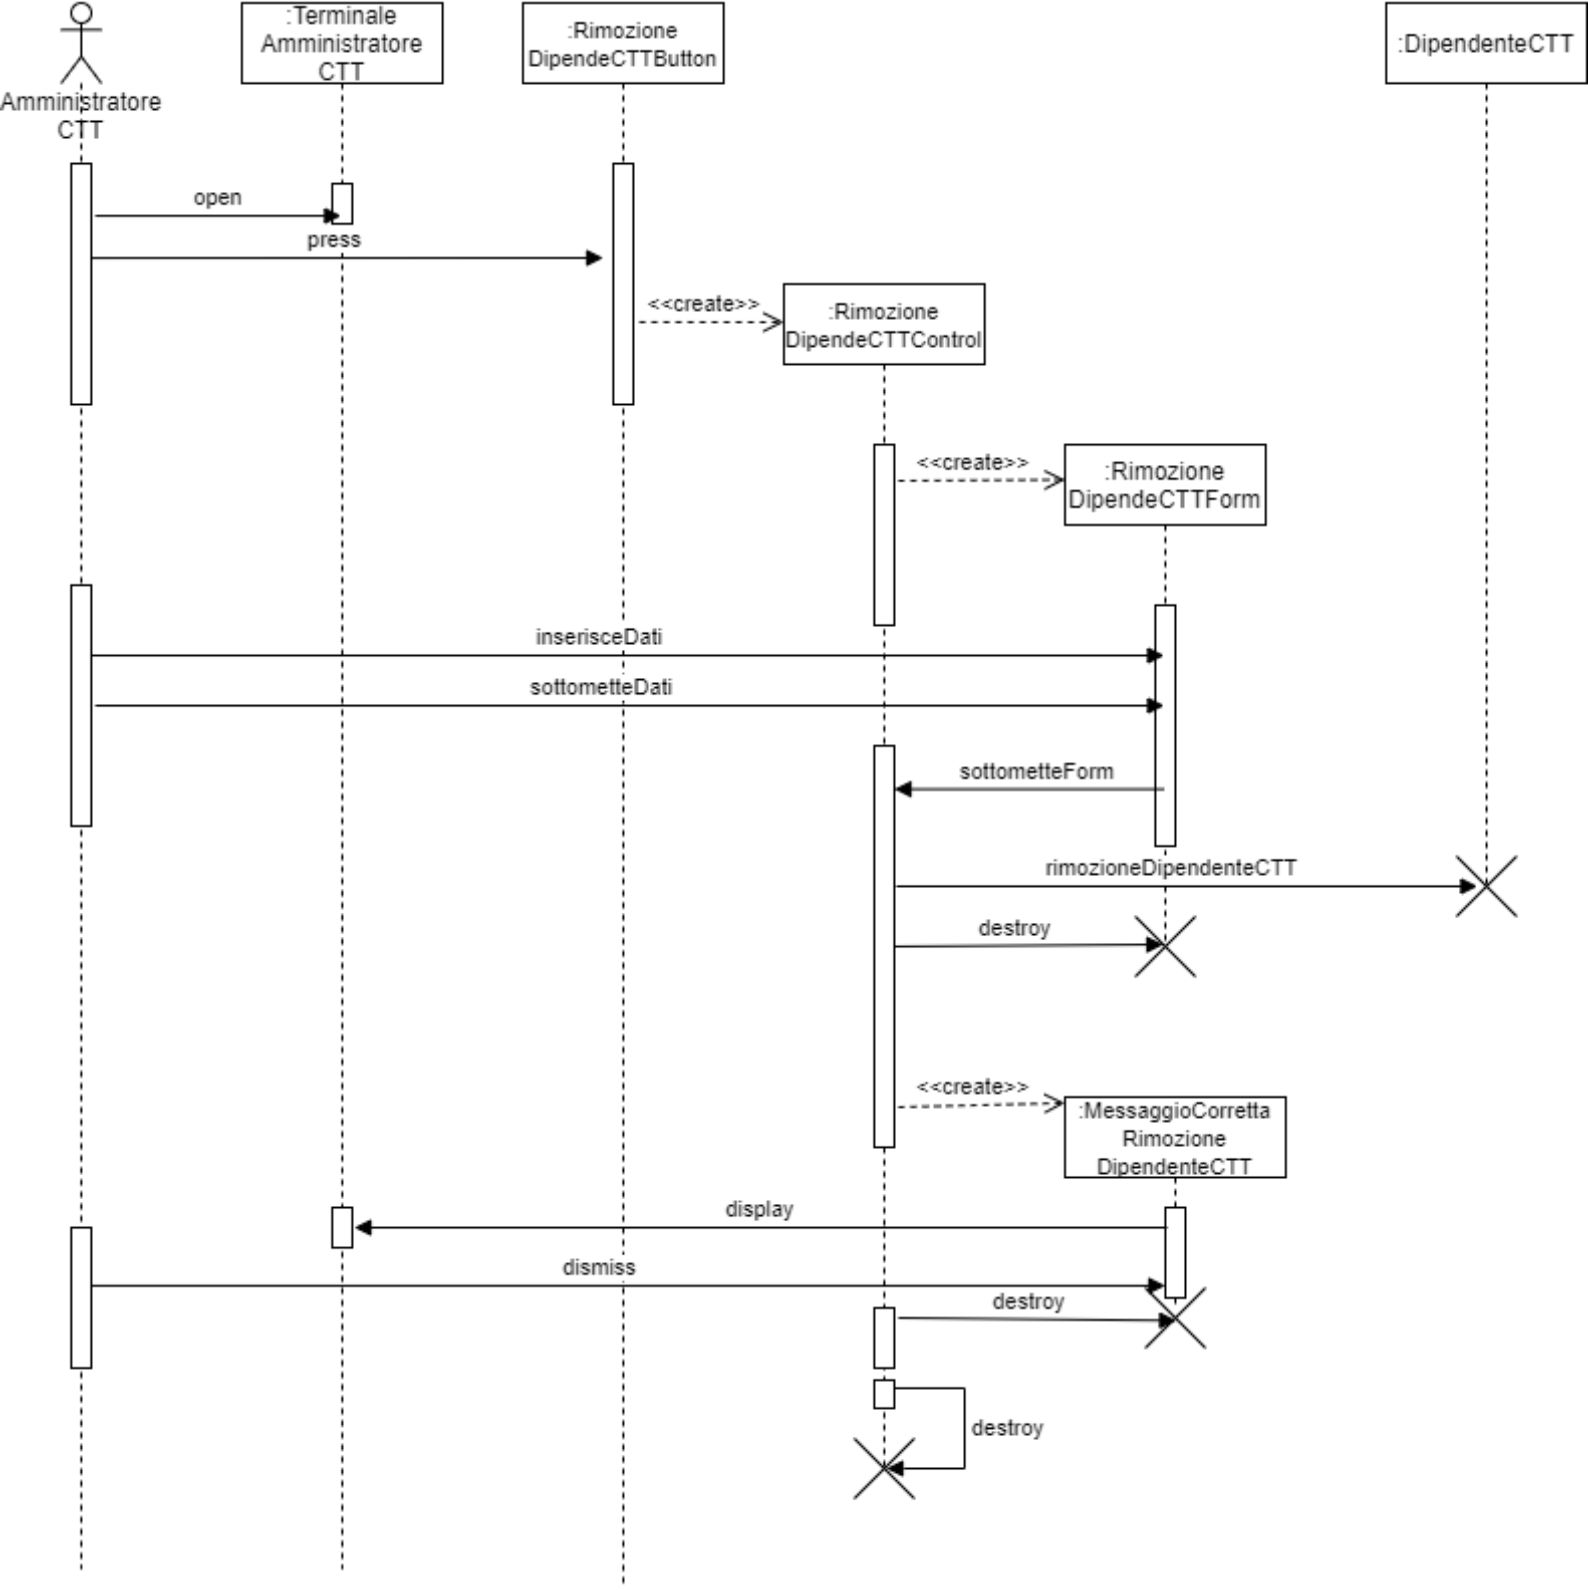 :Terminale
Amministratore
CTT
:Rimozione
DipendeCTTButton
:DipendenteCTT
Amministratore
CTT
open
press
<<create>>
:Rimozione
DipendeCTTControl
<<create>>
:Rimozione
DipendeCTTForm
inserisceDati
sottometteDati
sottometteForm
rimozioneDipendenteCTT
destroy
<<create>>
:MessaggioCorretta
Rimozione
DipendenteCTT
display
dismiss
destroy
destroy